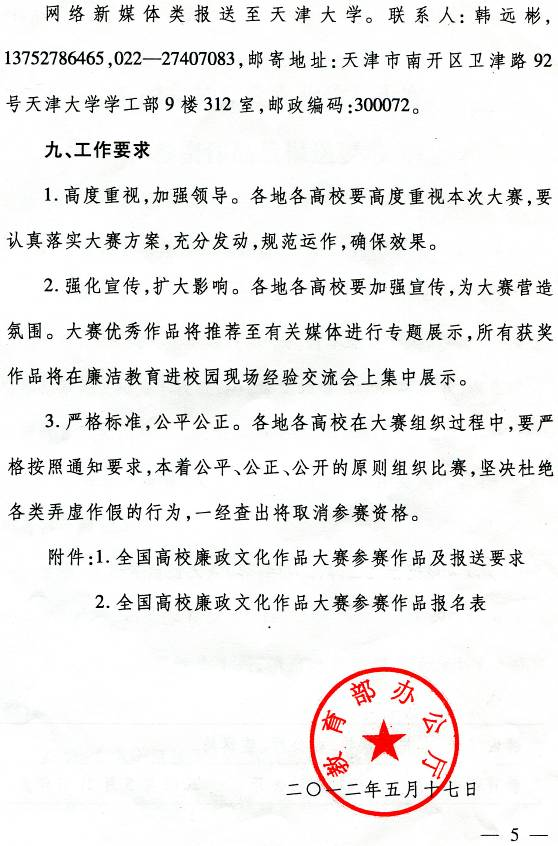 网络新媒体类报送至天津大学。联系人:韩远彬,
13752786465,022—27407083,邮寄地址:天津市南开区卫津路92
号天津大学学工部9楼312室,邮政编码:300072。
九、工作要求
1.高度重视,加强领导。各地各高校要高度重视本次大赛,要
认真落实大赛方案,充分发动,规范运作,确保效果。
2.强化宣传,扩大影响。各地各高校要加强宣传,为大赛营造
氛围。大赛优秀作品将推荐至有关媒体进行专题展示,所有获奖
作品将在廉洁教育进校园现场经验交流会上集中展示。
3.严格标准,公平公正。各地各高校在大赛组织过程中,要严
格按照通知要求,本着公平、公正、公开的原则组织比赛,坚决杜绝
各类弄虚作假的行为,一经查出将取消参赛资格。
附件:1.全国高校廉政文化作品大赛参赛作品及报送要求
2.全国高校廉政文化作品大赛参赛作品报名表
教育部办公厅
二〇一二年五月十七日
— 5 —